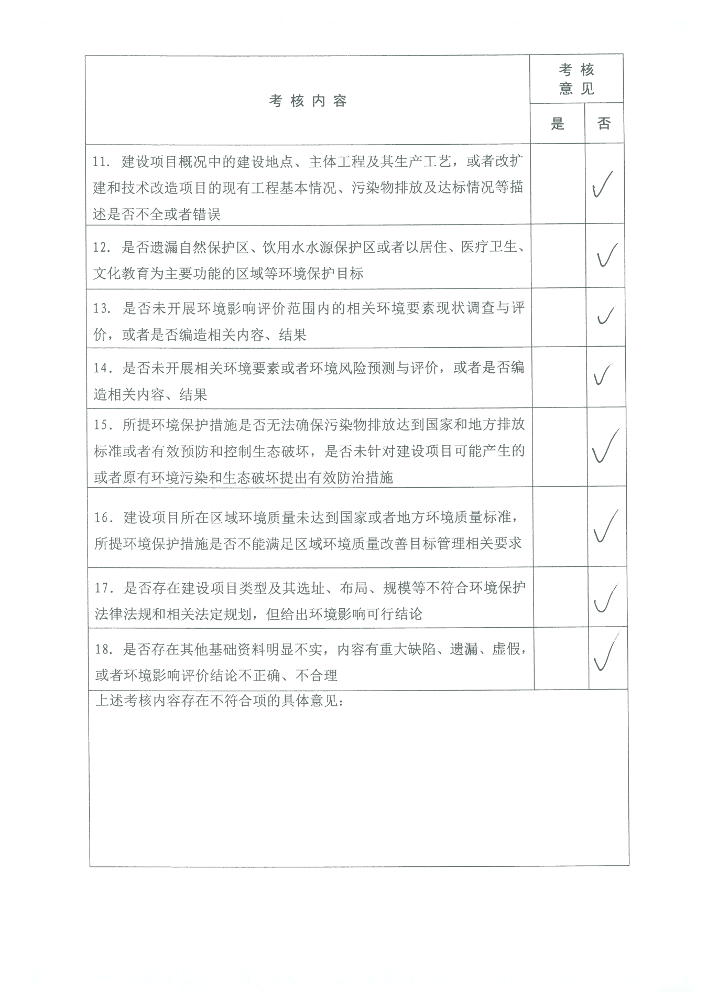 考核内容
考核
意见
是
否
11. 建设项目概况中的建设地点、主体工程及其生产工艺，或者改扩
建和技术改造项目的现有工程基本情况、污染物排放及达标情况等描
述是否不全或者错误
✓
12. 是否遗漏自然保护区、饮用水水源保护区或者以居住、医疗卫生、
文化教育为主要功能的区域等环境保护目标
✓
13. 是否未开展环境影响评价范围内的相关环境要素现状调查与评
价，或者是否编造相关内容、结果
✓
14. 是否未开展相关环境要素或者环境风险预测与评价，或者是否编
造相关内容、结果
✓
15. 所提环境保护措施是否无法确保污染物排放达到国家和地方排放
标准或者有效预防和控制生态破坏，是否未针对建设项目可能产生的
或者原有环境污染和生态破坏提出有效防治措施
✓
16. 建设项目所在区域环境质量未达到国家或者地方环境质量标准，
所提环境保护措施是否不能满足区域环境质量改善目标管理相关要求
✓
17. 是否存在建设项目类型及其选址、布局、规模等不符合环境保护
法律法规和相关法定规划，但给出环境影响可行结论
✓
18. 是否存在其他基础资料明显不实，内容有重大缺陷、遗漏、虚假，
或者环境影响评价结论不正确、不合理
✓
上述考核内容存在不符合项的具体意见：